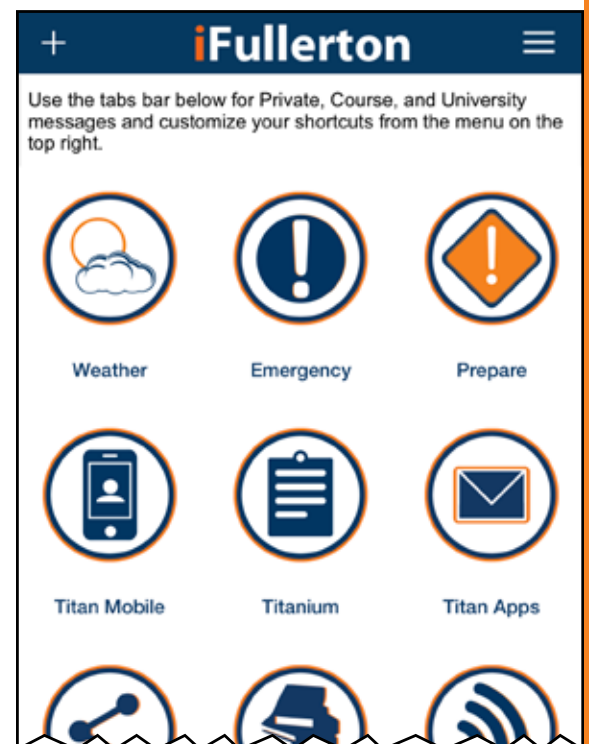 iFullerton
Use the tabs bar below for Private, Course, and University
messages and customize your shortcuts from the menu on the
top right.
Weather Emergency Prepare
Titan Mobile Titanium Titan Apps